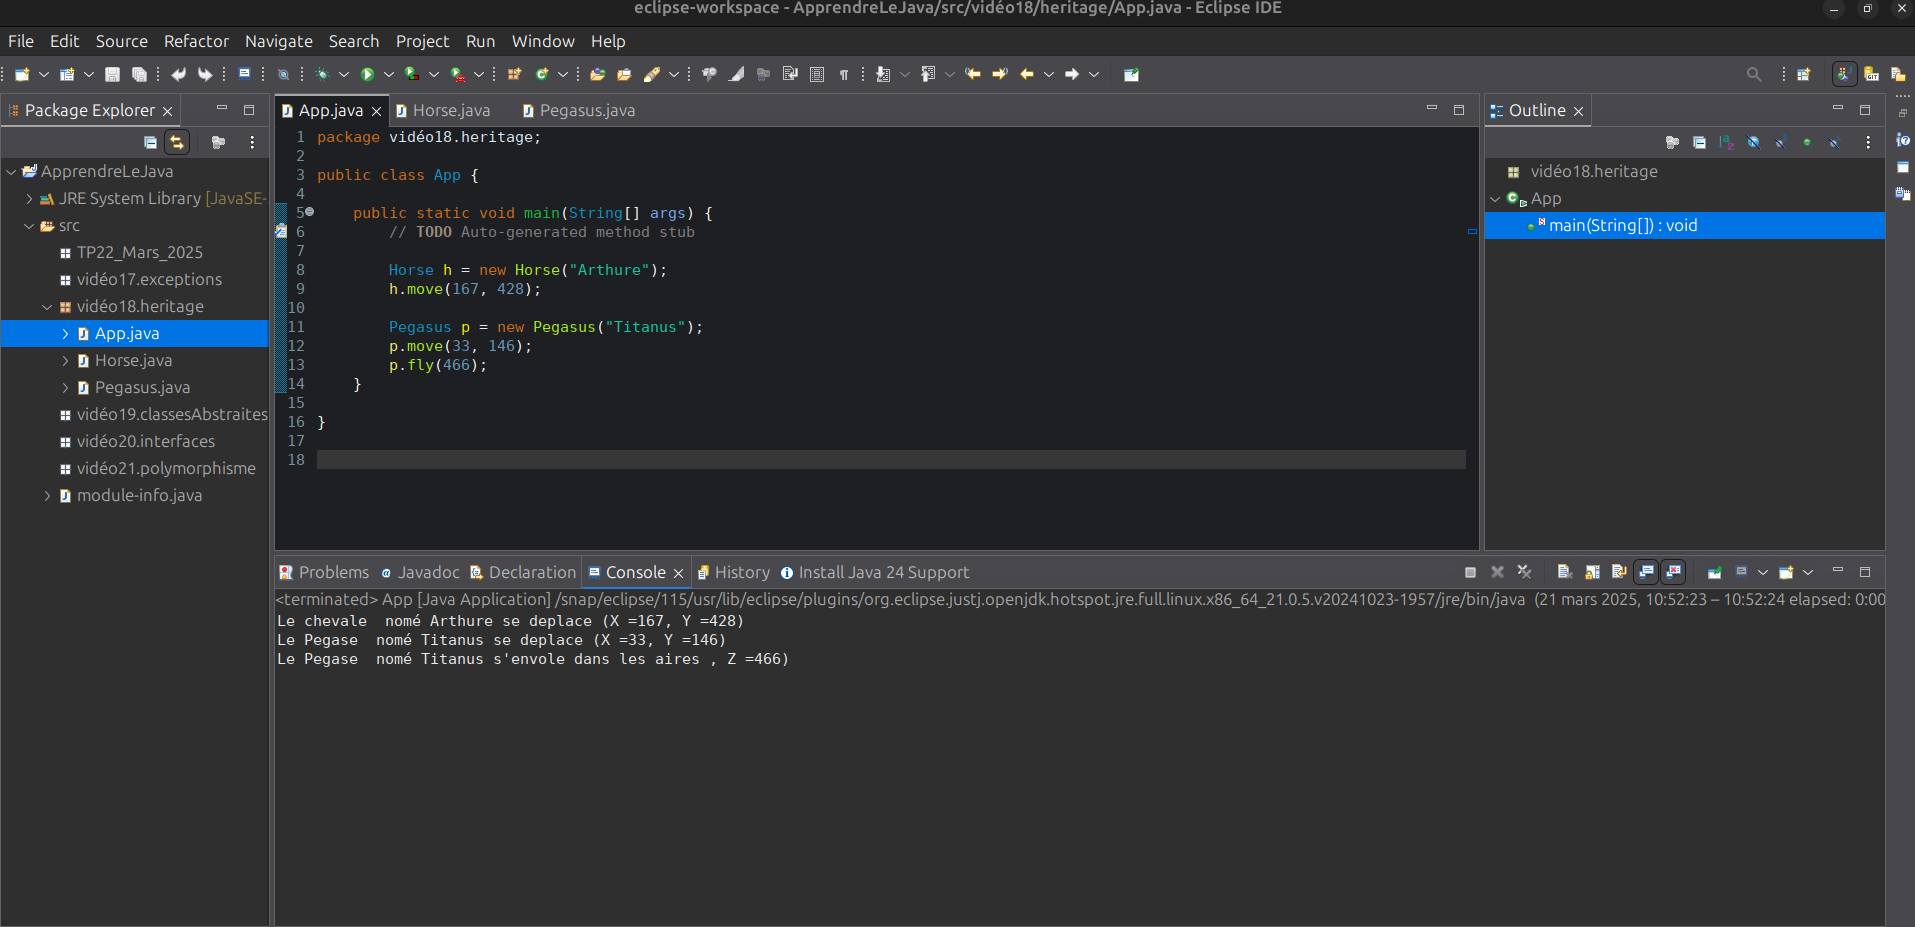 eclipse-workspace - ApprendreLeJava/src/vidéo18/heritage/App.java - Eclipse IDE
File Edit Source Refactor Navigate Search Project Run Window Help
Package Explorer
ApprendreLeJava
JRE System Library [JavaSE-
src
TP22_Mars_2025
vidéo17.exceptions
vidéo18.heritage
App.java
Horse.java
Pegasus.java
vidéo19.classesAbstraites
vidéo20.interfaces
vidéo21.polymorphisme
module-info.java
App.java Horse.java Pegasus.java
1 package vidéo18.heritage;
2
3 public class App {
4
5 public static void main(String[] args) {
6 // TODO Auto-generated method stub
7
8 Horse h = new Horse("Arthure");
9 h.move(167, 428);
10
11 Pegasus p = new Pegasus("Titanus");
12 p.move(33, 146);
13 p.fly(466);
14 }
15
16 }
17
18
Outline
vidéo18.heritage
App
main(String[]) : void
Problems Javadoc Declaration Console History Install Java 24 Support
<terminated> App [Java Application] /snap/eclipse/115/usr/lib/eclipse/plugins/org.eclipse.justj.openjdk.hotspot.jre.full.linux.x86_64_21.0.5.v20241023-1957/jre/bin/java (21 mars 2025, 10:52:23 – 10:52:24 elapsed: 0:00
Le chevale  nomé Arthure se deplace (X =167, Y =428)
Le Pegase  nomé Titanus se deplace (X =33, Y =146)
Le Pegase  nomé Titanus s'envole dans les aires , Z =466)